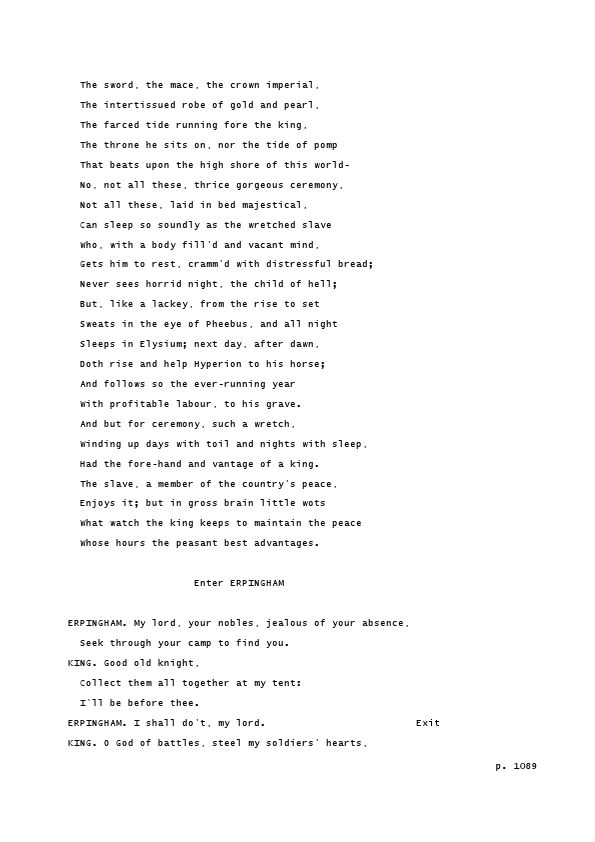 The sword, the mace, the crown imperial,
The intertissued robe of gold and pearl,
The farced tide running fore the king,
The throne he sits on, nor the tide of pomp
That beats upon the high shore of this world-
No, not all these, thrice gorgeous ceremony,
Not all these, laid in bed majestical,
Can sleep so soundly as the wretched slave
Who, with a body fill'd and vacant mind,
Gets him to rest, cramm'd with distressful bread;
Never sees horrid night, the child of hell;
But, like a lackey, from the rise to set
Sweats in the eye of Pheebus, and all night
Sleeps in Elysium; next day, after dawn,
Doth rise and help Hyperion to his horse;
And follows so the ever-running year
With profitable labour, to his grave.
And but for ceremony, such a wretch,
Winding up days with toil and nights with sleep,
Had the fore-hand and vantage of a king.
The slave, a member of the country's peace,
Enjoys it; but in gross brain little wots
What watch the king keeps to maintain the peace
Whose hours the peasant best advantages.
Enter ERPINGHAM
ERPINGHAM. My lord, your nobles, jealous of your absence,
Seek through your camp to find you.
KING. Good old knight,
Collect them all together at my tent:
I'll be before thee.
ERPINGHAM. I shall do't, my lord. Exit
KING. O God of battles, steel my soldiers' hearts,
p. 1089